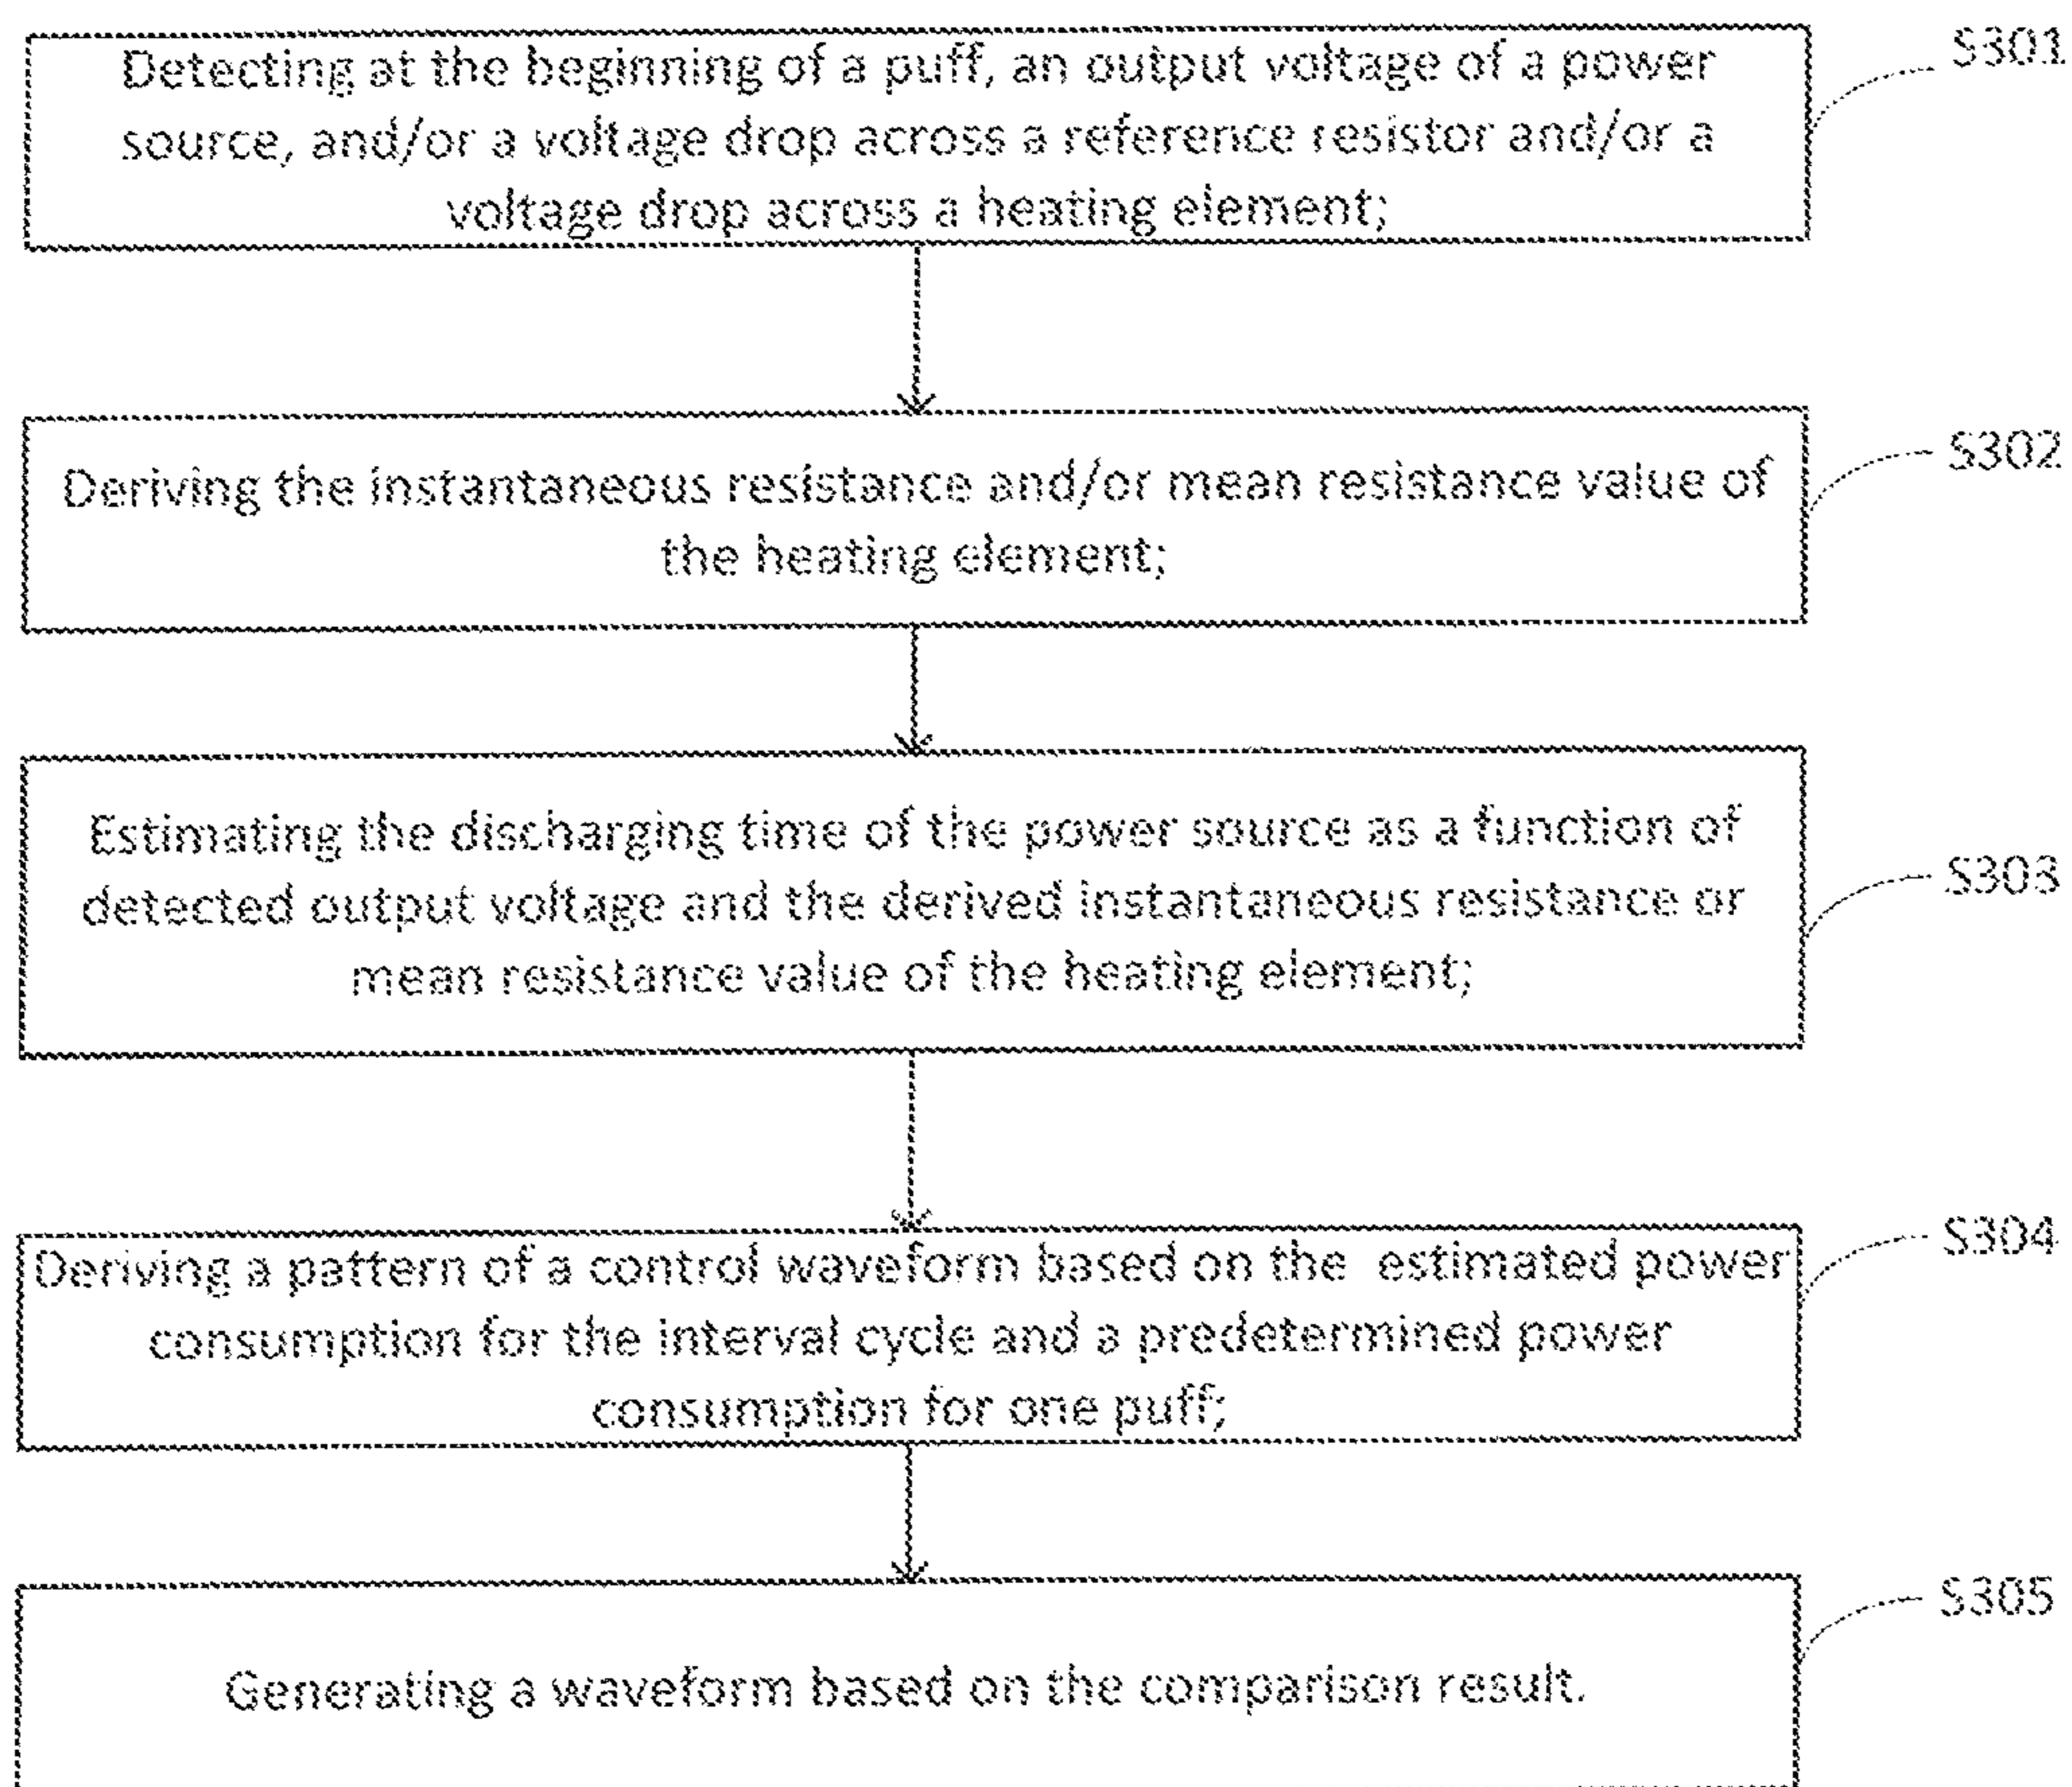 Detecting at the beginning of a puff, an output voltage of a power
S301
source, and/or a voltage drop across a reference resistor and/or a
voltage drop across a heating element;
Deriving the instantaneous resistance and/or mean resistance value of
S302
the heating element;
Estimating the discharging time of the power source as a function of
S303
detected output voltage and the derived instantaneous resistance or
mean resistance value of the heating element;
Deriving a pattern of a control waveform based on the estimated power
S304
consumption for the interval cycle and a predetermined power
consumption for one puff;
S305
Generating a waveform based on the comparison result.